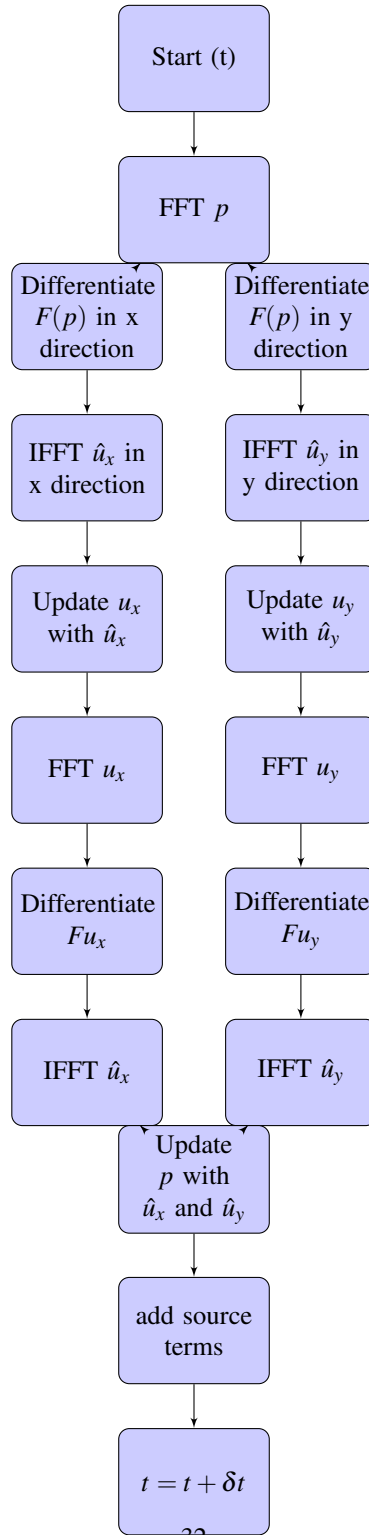 Start (t)
FFT p
Differentiate
F(p) in x
direction
Differentiate
F(p) in y
direction
IFFT û_x in
x direction
IFFT û_y in
y direction
Update u_x
with û_x
Update u_y
with û_y
FFT u_x
FFT u_y
Differentiate
Fu_x
Differentiate
Fu_y
IFFT û_x
IFFT û_y
Update
p with
û_x and û_y
add source
terms
t = t + δt
32